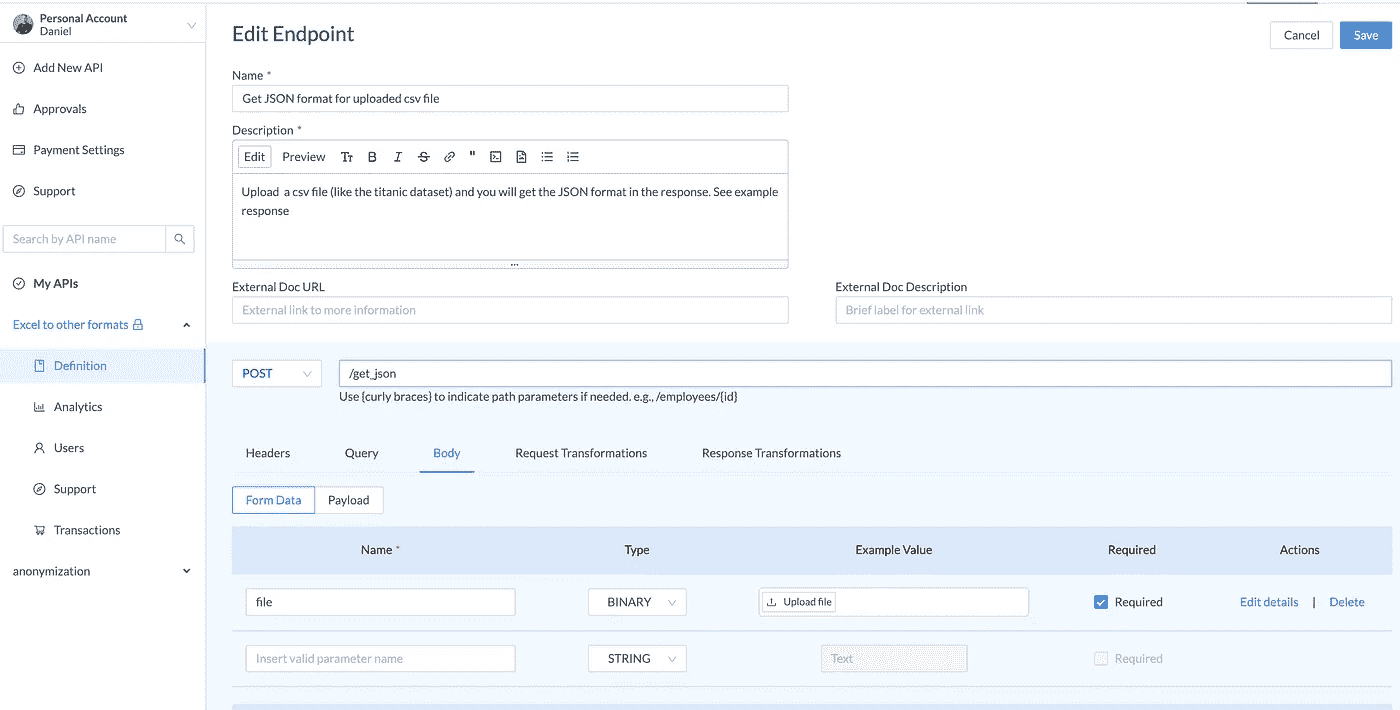 Personal Account
Daniel
Add New API
Approvals
Payment Settings
Support
Search by API name
My APIs
Excel to other formats
Definition
Analytics
Users
Support
Transactions
anonymization
Edit Endpoint
Cancel
Save
Name *
Get JSON format for uploaded csv file
Description *
Edit Preview
Upload a csv file (like the titanic dataset) and you will get the JSON format in the response. See example
response
External Doc URL
External link to more information
External Doc Description
Brief label for external link
POST
/get_json
Use {curly braces} to indicate path parameters if needed. e.g., /employees/{id}
Headers Query Body Request Transformations Response Transformations
Form Data Payload
Name * Type Example Value Required Actions
file BINARY Upload file Required Edit details | Delete
Insert valid parameter name STRING Text Required